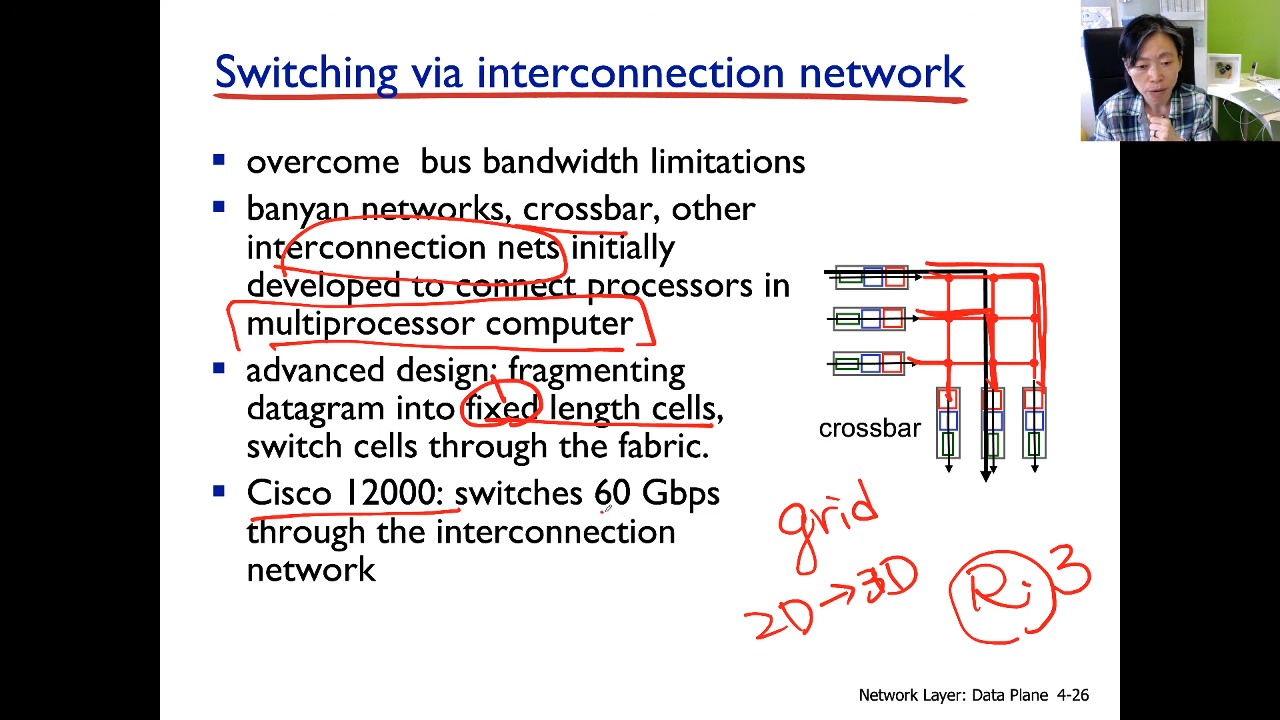 Switching via interconnection network
▪ overcome bus bandwidth limitations
▪ banyan networks, crossbar, other
interconnection nets initially
developed to connect processors in
multiprocessor computer
▪ advanced design: fragmenting
datagram into fixed length cells,
switch cells through the fabric.
▪ Cisco 12000: switches 60 Gbps
through the interconnection
network
crossbar
grid
2D → 3D
Network Layer: Data Plane 4-26